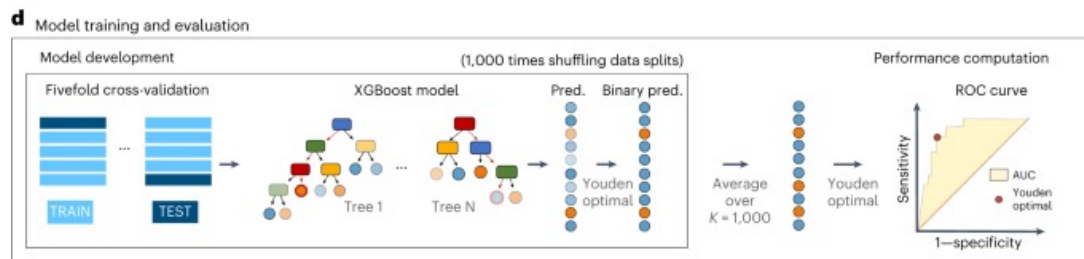 d Model training and evaluation
Model development
(1,000 times shuffling data splits)
Performance computation
Fivefold cross-validation
XGBoost model
Pred.
Binary pred.
ROC curve
...
...
Tree 1
Tree N
TRAIN
TEST
Youden
optimal
Average
over
K = 1,000
Youden
optimal
Sensitivity
AUC
Youden
optimal
1—specificity